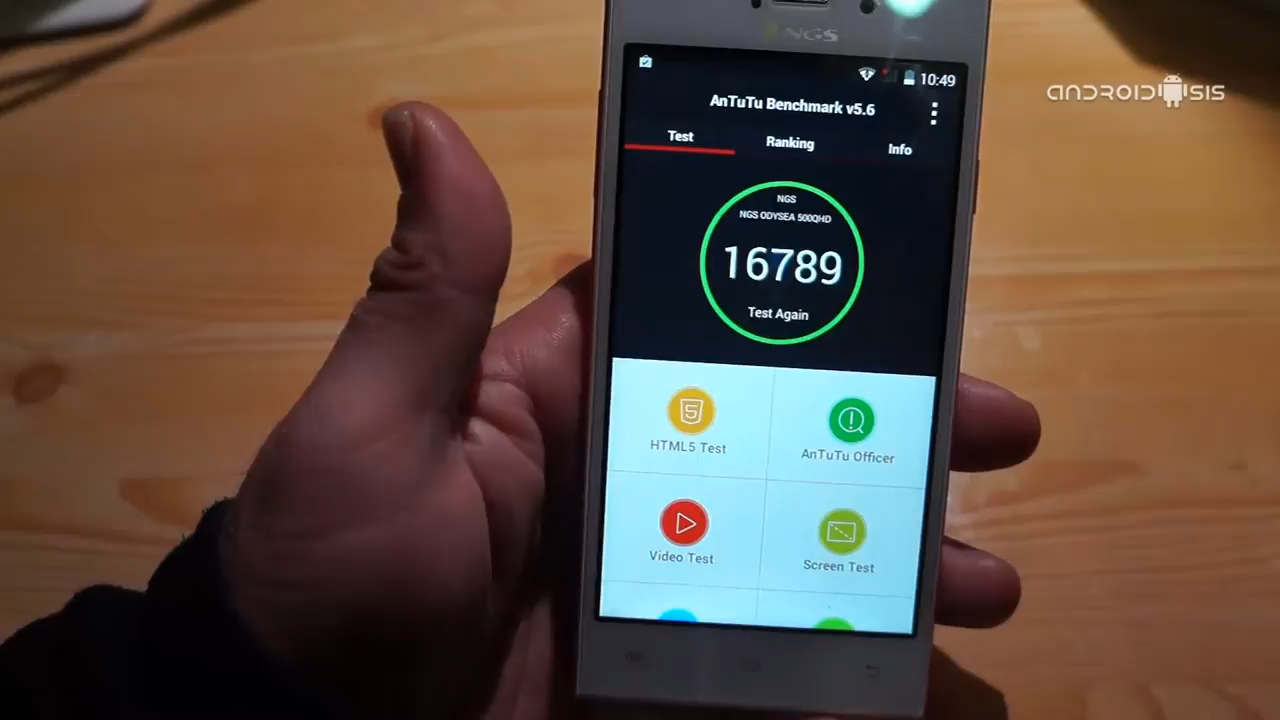 NGS
ANDROIDSIS
10:49
AnTuTu Benchmark v5.6
Test
Ranking
Info
NGS
NGS ODYSEA 500QHD
16789
Test Again
5
HTML5 Test
AnTuTu Officer
Video Test
Screen Test